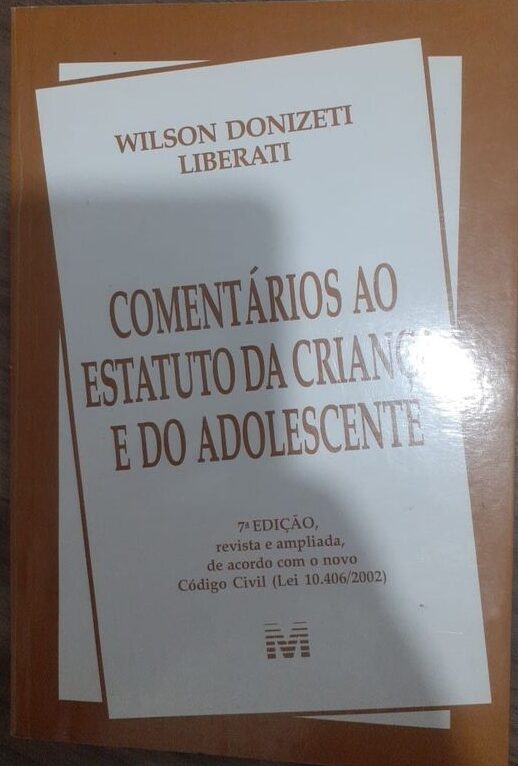 WILSON DONIZETI
LIBERATI
COMENTÁRIOS AO
ESTATUTO DA CRIANÇA
E DO ADOLESCENTE
7ª EDIÇÃO,
revista e ampliada,
de acordo com o novo
Código Civil (Lei 10.406/2002)
M